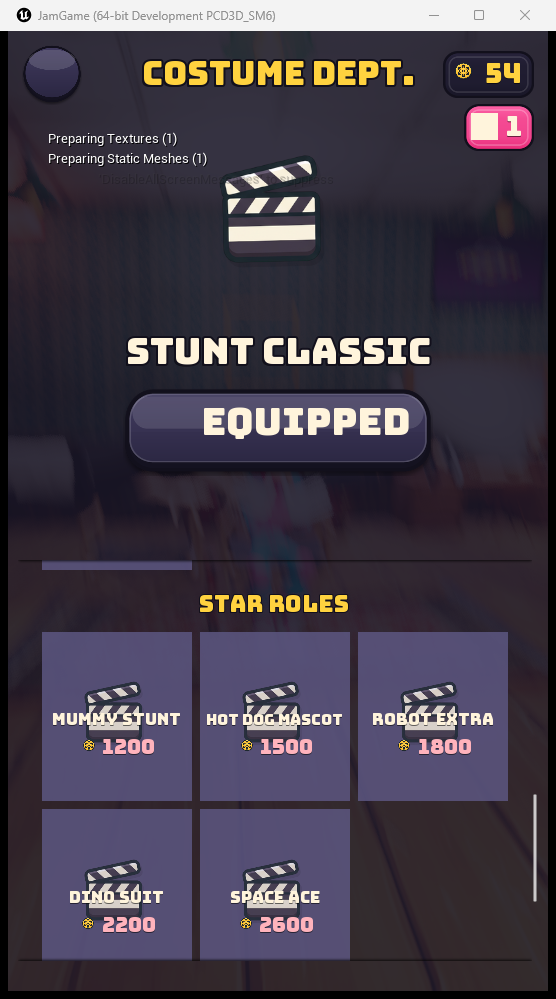 JamGame (64-bit Development PCD3D_SM6)
COSTUME DEPT.
54
1
Preparing Textures (1)
Preparing Static Meshes (1)
STUNT CLASSIC
EQUIPPED
STAR ROLES
MUMMY STUNT
HOT DOG MASCOT
ROBOT EXTRA
1200
1500
1800
DINO SUIT
SPACE ACE
2200
2600